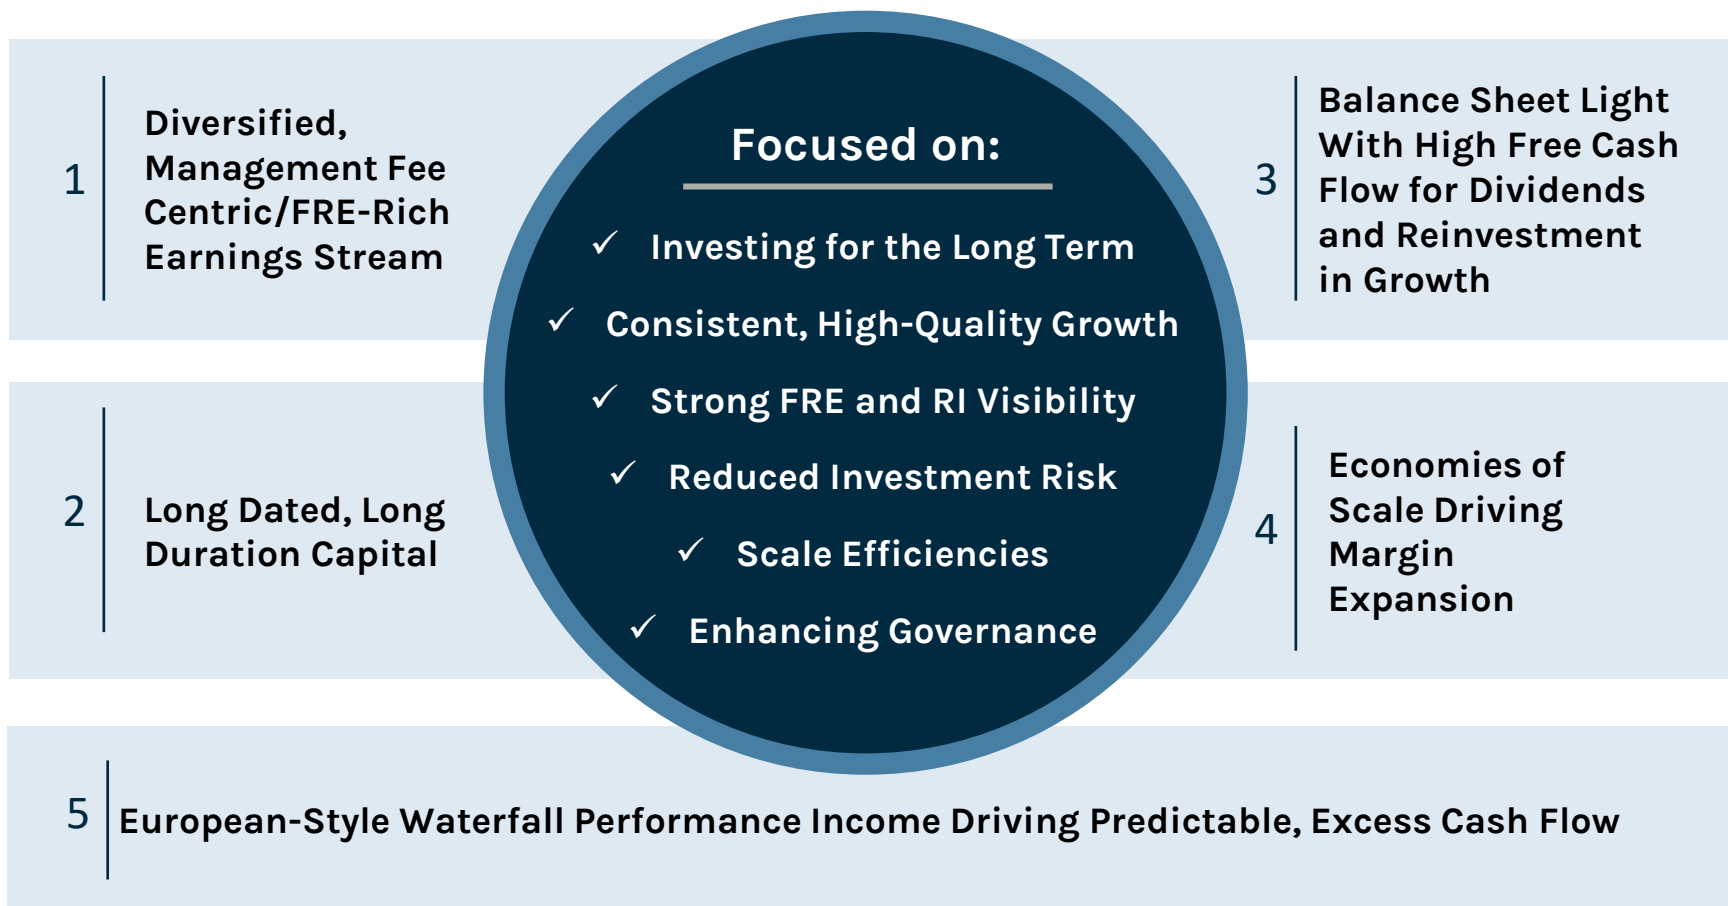 1
Diversified,
Management Fee
Centric/FRE-Rich
Earnings Stream
2
Long Dated, Long
Duration Capital
Focused on:
✓ Investing for the Long Term
✓ Consistent, High-Quality Growth
✓ Strong FRE and RI Visibility
✓ Reduced Investment Risk
✓ Scale Efficiencies
✓ Enhancing Governance
3
Balance Sheet Light
With High Free Cash
Flow for Dividends
and Reinvestment
in Growth
4
Economies of
Scale Driving
Margin
Expansion
5
European-Style Waterfall Performance Income Driving Predictable, Excess Cash Flow